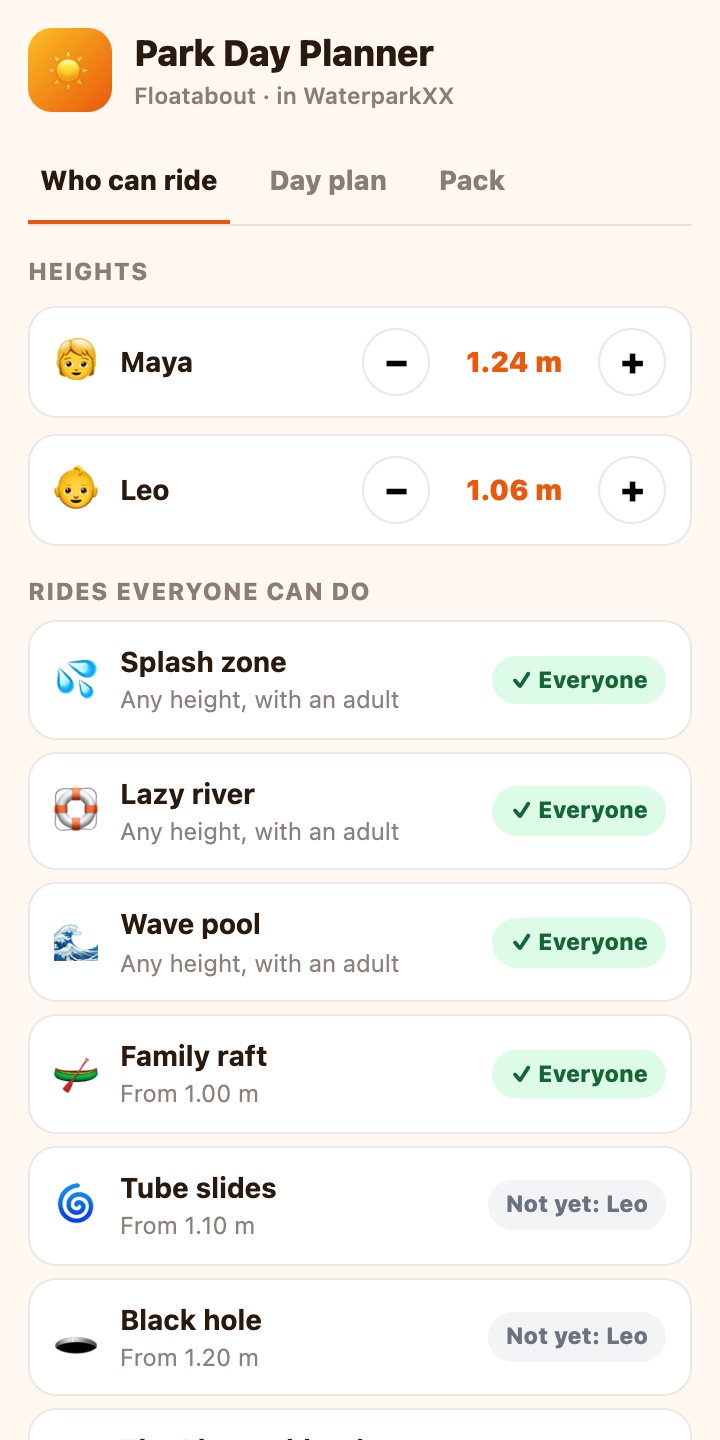 Park Day Planner
Floatabout · in WaterparkXX
Who can ride Day plan Pack
HEIGHTS
Maya − 1.24 m +
Leo − 1.06 m +
RIDES EVERYONE CAN DO
Splash zone
Any height, with an adult
✓ Everyone
Lazy river
Any height, with an adult
✓ Everyone
Wave pool
Any height, with an adult
✓ Everyone
Family raft
From 1.00 m
✓ Everyone
Tube slides
From 1.10 m
Not yet: Leo
Black hole
From 1.20 m
Not yet: Leo